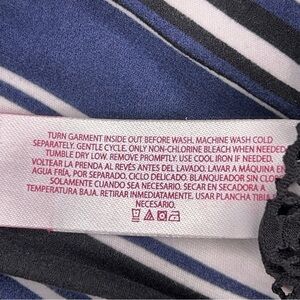 TURN GARMENT INSIDE OUT BEFORE WASH. MACHINE WASH COLD
SEPARATELY. GENTLE CYCLE. ONLY NON-CHLORINE BLEACH WHEN NEEDED.
TUMBLE DRY LOW. REMOVE PROMPTLY. USE COOL IRON IF NEEDED.
VOLTEAR LA PRENDA AL REVÉS ANTES DEL LAVADO. LAVAR A MÁQUINA EN
AGUA FRÍA, POR SEPARADO. CICLO DELICADO. BLANQUEADOR SIN CLORO
SOLAMENTE CUANDO SEA NECESARIO. SECAR EN SECADORA A
TEMPERATURA BAJA. RETIRAR INMEDIATAMENTE. USAR PLANCHA TIBIA
NECESARIO.